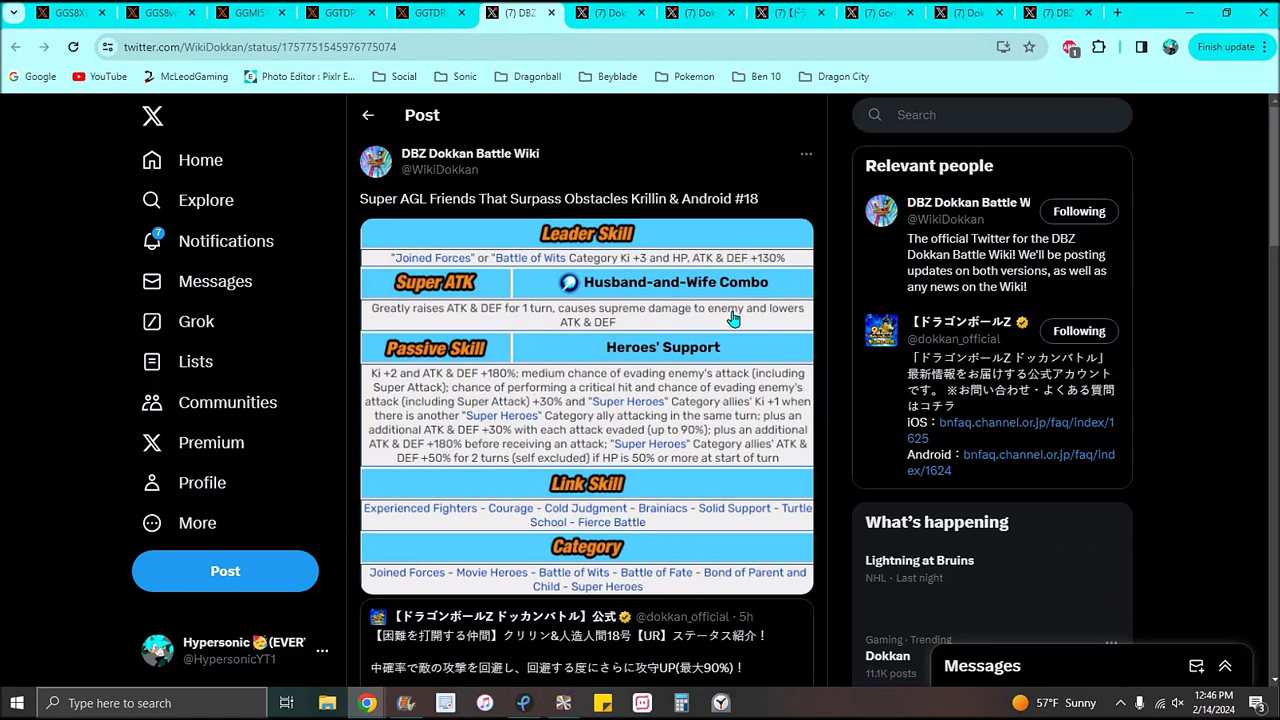 GGS8X8
GGS8vc
GGMIS
GGTDP
GGTDR
(7) DB
(7) Dok
(7) Dok
(7) 【ド
(7) Go
(7) Dok
(7) DB
twitter.com/WikiDokkan/status/1757751545976775074
1
Finish update
Google
YouTube
McLeodGaming
Photo Editor : Pixlr E...
Social
Sonic
Dragonball
Beyblade
Pokemon
Ben 10
Dragon City
Home
Explore
7
Notifications
Messages
Grok
Lists
Communities
Premium
Profile
More
Post
Hypersonic 🥳(EVER'
@HypersonicYT1
Post
DBZ Dokkan Battle Wiki
@WikiDokkan
Super AGL Friends That Surpass Obstacles Krillin & Android #18
Leader Skill
"Joined Forces" or "Battle of Wits Category Ki +3 and HP, ATK & DEF +130%
Super ATK
Husband-and-Wife Combo
Greatly raises ATK & DEF for 1 turn, causes supreme damage to enemy and lowers
ATK & DEF
Passive Skill
Heroes' Support
Ki +2 and ATK & DEF +180%; medium chance of evading enemy's attack (including
Super Attack); chance of performing a critical hit and chance of evading enemy's
attack (including Super Attack) +30% and "Super Heroes" Category allies' Ki +1 when
there is another "Super Heroes" Category ally attacking in the same turn; plus an
additional ATK & DEF +30% with each attack evaded (up to 90%); plus an additional
ATK & DEF +180% before receiving an attack; "Super Heroes" Category allies' ATK &
DEF +50% for 2 turns (self excluded) if HP is 50% or more at start of turn
Link Skill
Experienced Fighters - Courage - Cold Judgment - Brainiacs - Solid Support - Turtle
School - Fierce Battle
Category
Joined Forces - Movie Heroes - Battle of Wits - Battle of Fate - Bond of Parent and
Child - Super Heroes
【ドラゴンボールZ ドッカンバトル】公式 @dokkan_official · 5h
【困難を打開する仲間】クリリン&人造人間18号【UR】ステータス紹介！
中確率で敵の攻撃を回避し、回避する度にさらに攻守UP(最大90%)！
Search
Relevant people
DBZ Dokkan Battle W
@WikiDokkan
Following
The official Twitter for the DBZ
Dokkan Battle Wiki! We'll be posting
updates on both versions, as well as
any news on the Wiki!
【ドラゴンボールZ
@dokkan_official
Following
「ドラゴンボールZ ドッカンバトル」
最新情報をお届けする公式アカウント
です。 ※お問い合わせ・よくある質問
はコチラ
iOS：bnfaq.channel.or.jp/faq/index/1
625
Android：bnfaq.channel.or.jp/faq/ind
ex/1624
What's happening
Lightning at Bruins
NHL · Last night
Gaming · Trending
Dokkan
11.1K posts
Messages
Type here to search
57°F Sunny
12:46 PM
2/14/2024
3